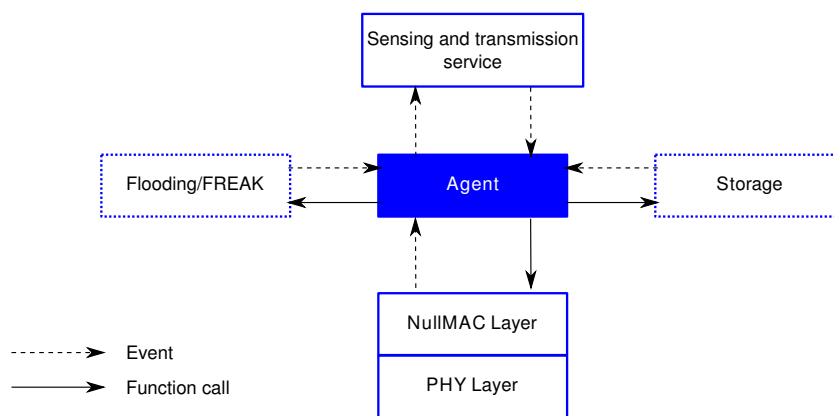 Sensing and transmission
service
Flooding/FREAK
Agent
Storage
NullMAC Layer
PHY Layer
Event
Function call